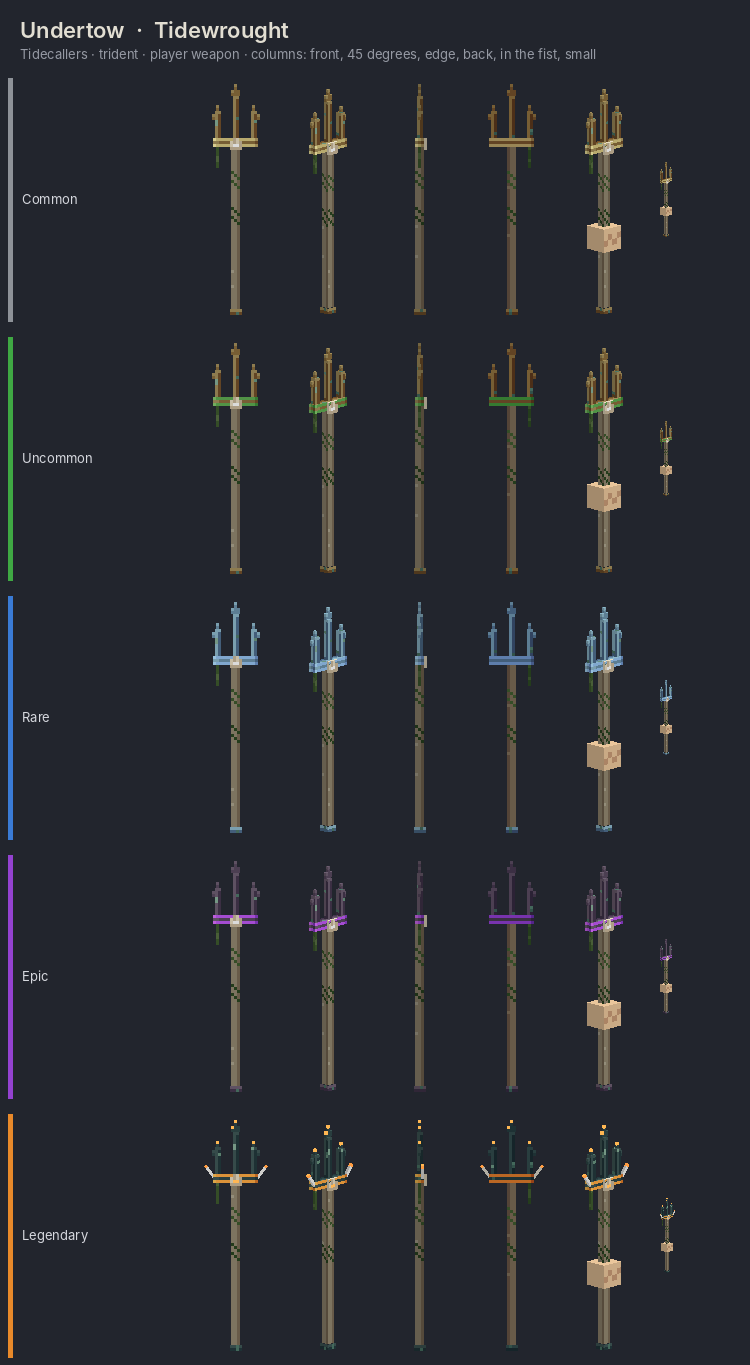 Undertow · Tidewrought
Tidecallers · trident · player weapon · columns: front, 45 degrees, edge, back, in the fist, small
Common
Uncommon
Rare
Epic
Legendary